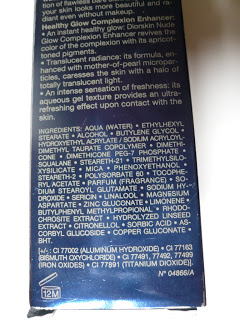 tion of flawless bare
your skin looks more beautiful and ra-
diant even without makeup.
Healthy Glow Complexion Enhancer:
• An instant healthy glow: Diorskin Nude
Glow Complexion Enhancer revives the
color of the complexion with its apricot-
toned pigments.
• Translucent radiance: its formula, en-
hanced with mother-of-pearl micropar-
ticles, caresses the skin with a halo of
totally translucent light.
• An intense sensation of freshness: its
ultra-aqueous gel texture provides an ultra-
refreshing effect upon contact with the
skin.
INGREDIENTS: AQUA (WATER) • ETHYLHEXYL
STEARATE • ALCOHOL • BUTYLENE GLYCOL •
HYDROXYETHYL ACRYLATE / SODIUM ACRYLOYL-
DIMETHYL TAURATE COPOLYMER • DIMETHI-
CONE • DIMETHICONE PEG-7 PHOSPHATE •
SQUALANE • STEARETH-21 • TRIMETHYLSILO-
XYSILICATE • MICA • PHENOXYETHANOL •
STEARETH-2 • POLYSORBATE 60 • TOCOPHE-
RYL ACETATE • PARFUM (FRAGRANCE) • SO-
DIUM STEAROYL GLUTAMATE • SODIUM HY-
DROXIDE • SERICIN • LINALOOL • MAGNESIUM
ASPARTATE • ZINC GLUCONATE • LIMONENE •
BUTYLPHENYL METHYLPROPIONAL • RHODO-
CHROSITE EXTRACT • HYDROLYZED LINSEED
EXTRACT • CITRONELLOL • SORBIC ACID • AS-
CORBYL GLUCOSIDE • COPPER GLUCONATE •
BHT.
[+/-: CI 77002 (ALUMINUM HYDROXIDE) • CI 77163
(BISMUTH OXYCHLORIDE) • CI 77491, 77492, 77499
(IRON OXIDES) • CI 77891 (TITANIUM DIOXIDE)].
N° 04866/A
12M